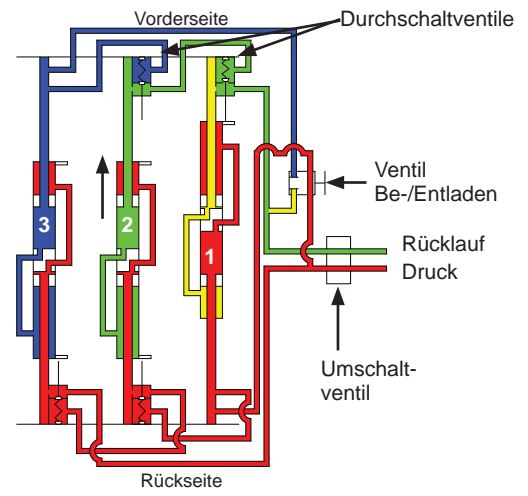 Vorderseite
Durchschaltventile
Ventil
Be-/Entladen
3
2
1
Rücklauf
Druck
Umschalt-
ventil
Rückseite